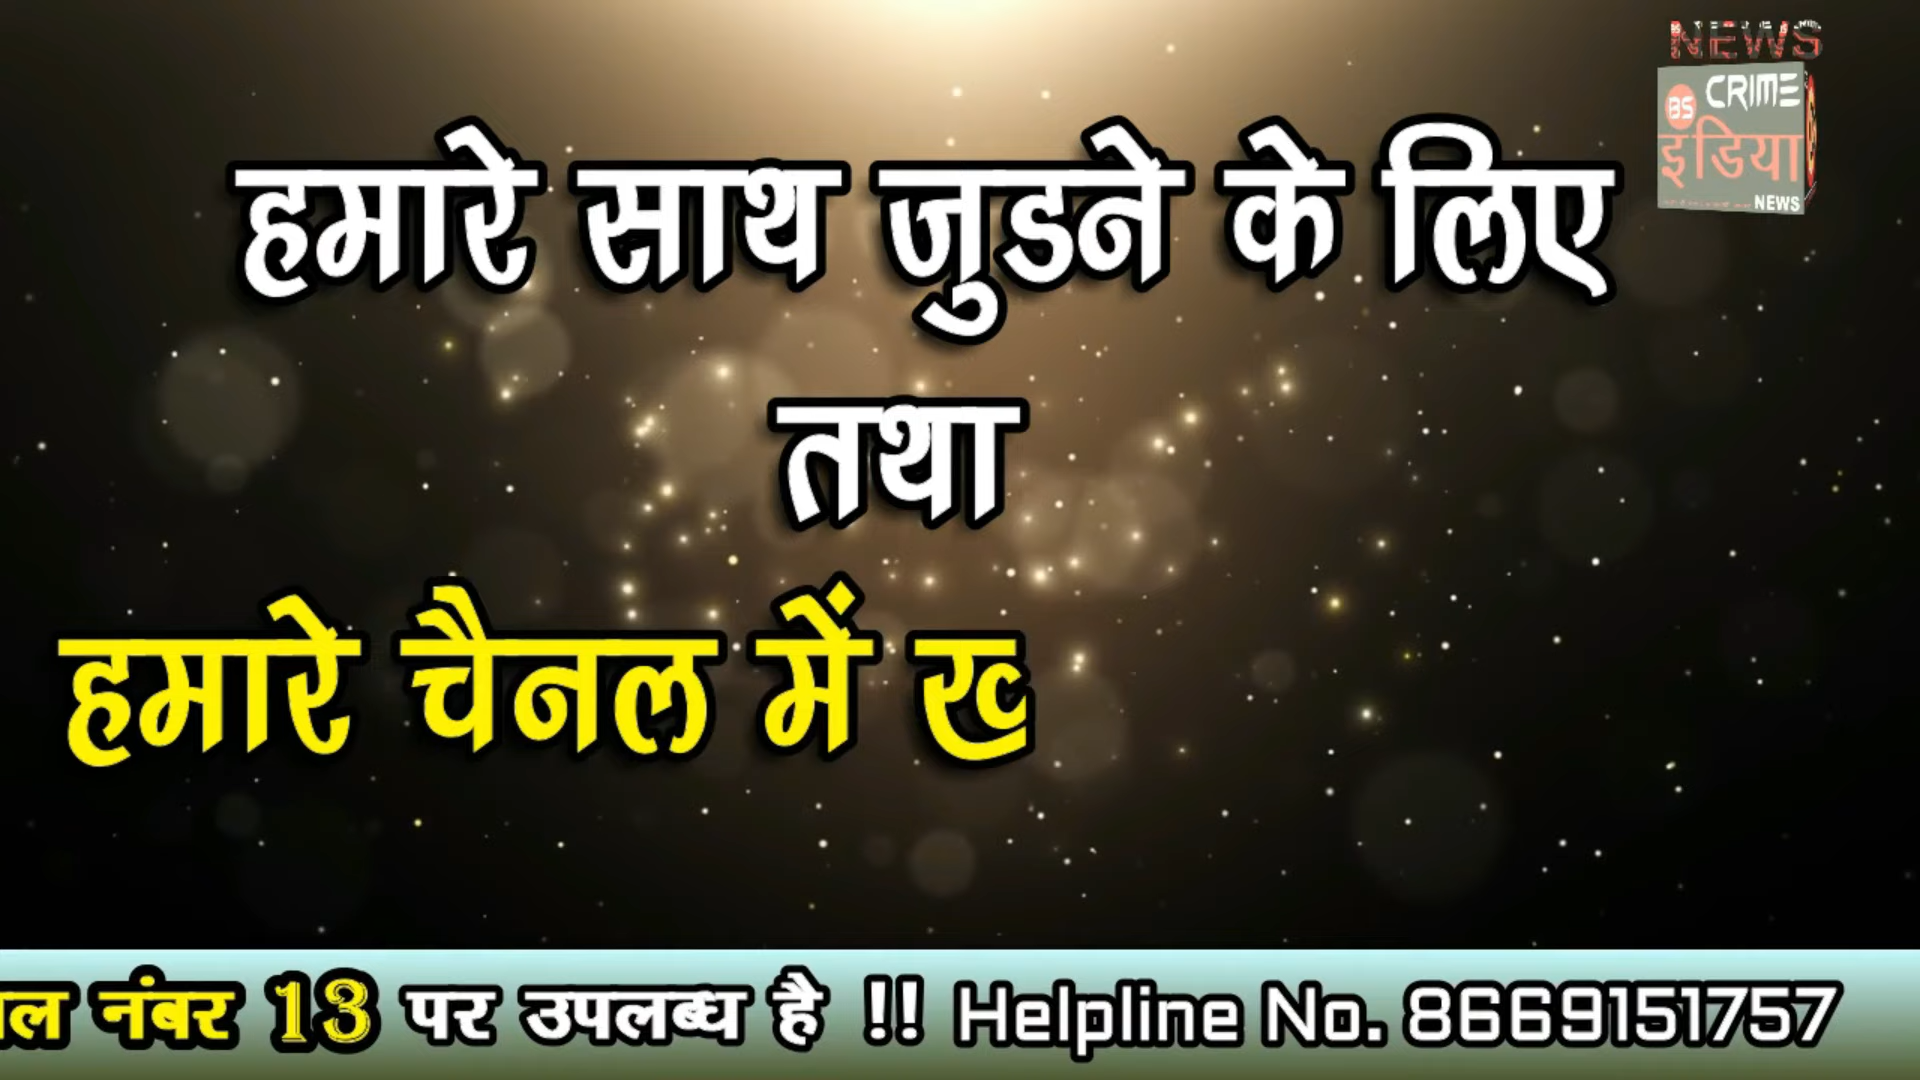 NEWS
BS CRIME
इंडिया
NEWS
हमारे साथ जुडने के लिए
तथा
हमारे चैनल में
नंबर 13 पर उपलब्ध है !! Helpline No. 8669151757